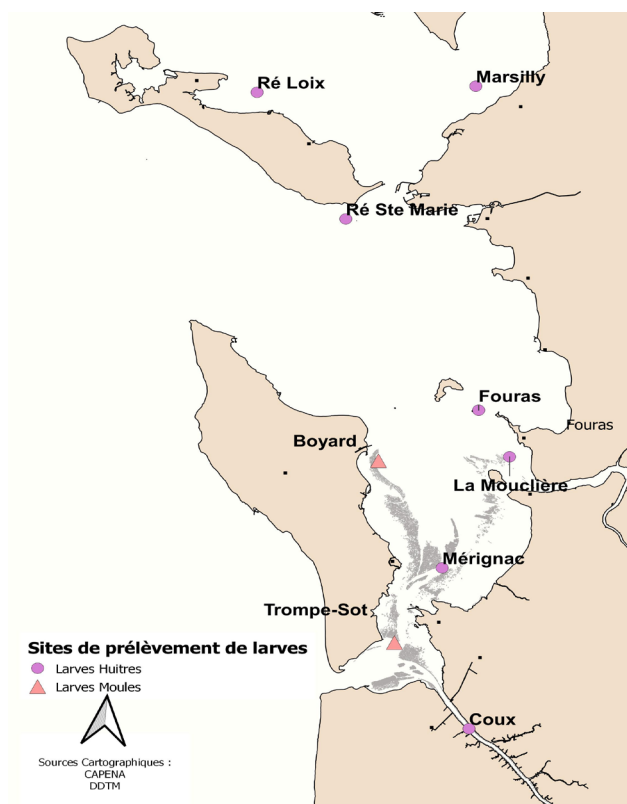 Ré Loix
Marsilly
Ré Ste Marie
Fouras
Fouras
Boyard
La Mouclière
Mérignac
Trompe-Sot
Sites de prélèvement de larves
Larves Huitres
Larves Moules
Coux
Sources Cartographiques :
CAPENA
DDTM